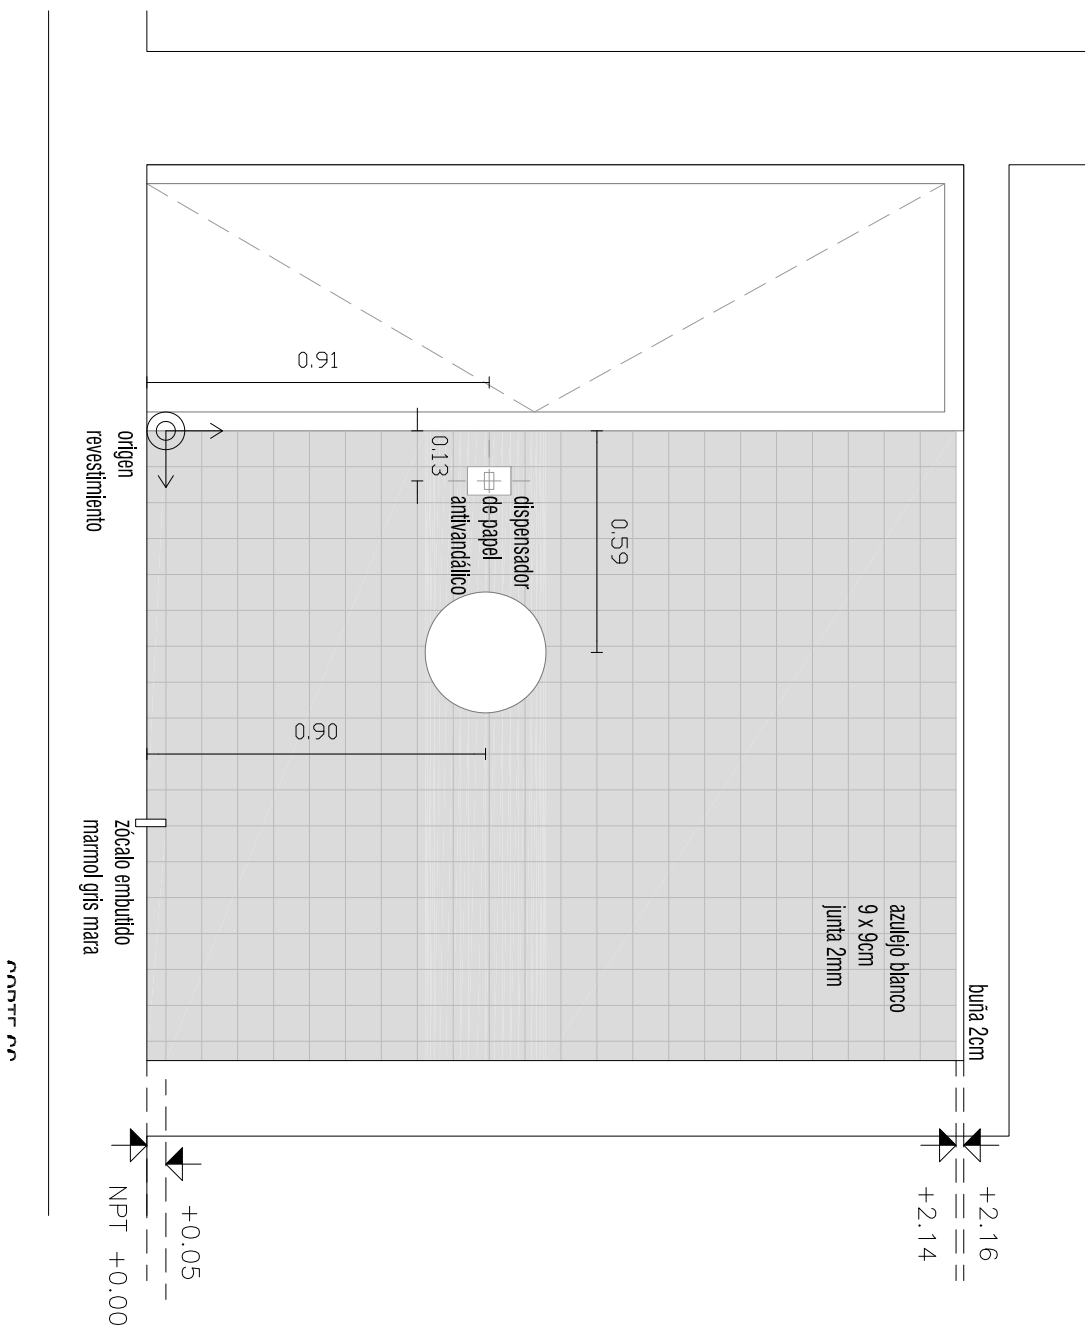 0.91
0.13
0.59
0.90
origen
revestimiento
dispensador
de papel
antivandálico
zócalo embutido
marmol gris mara
azulejo blanco
9 x 9cm
junta 2mm
buña 2cm
+2.16
+2.14
+0.05
NPT +0.00